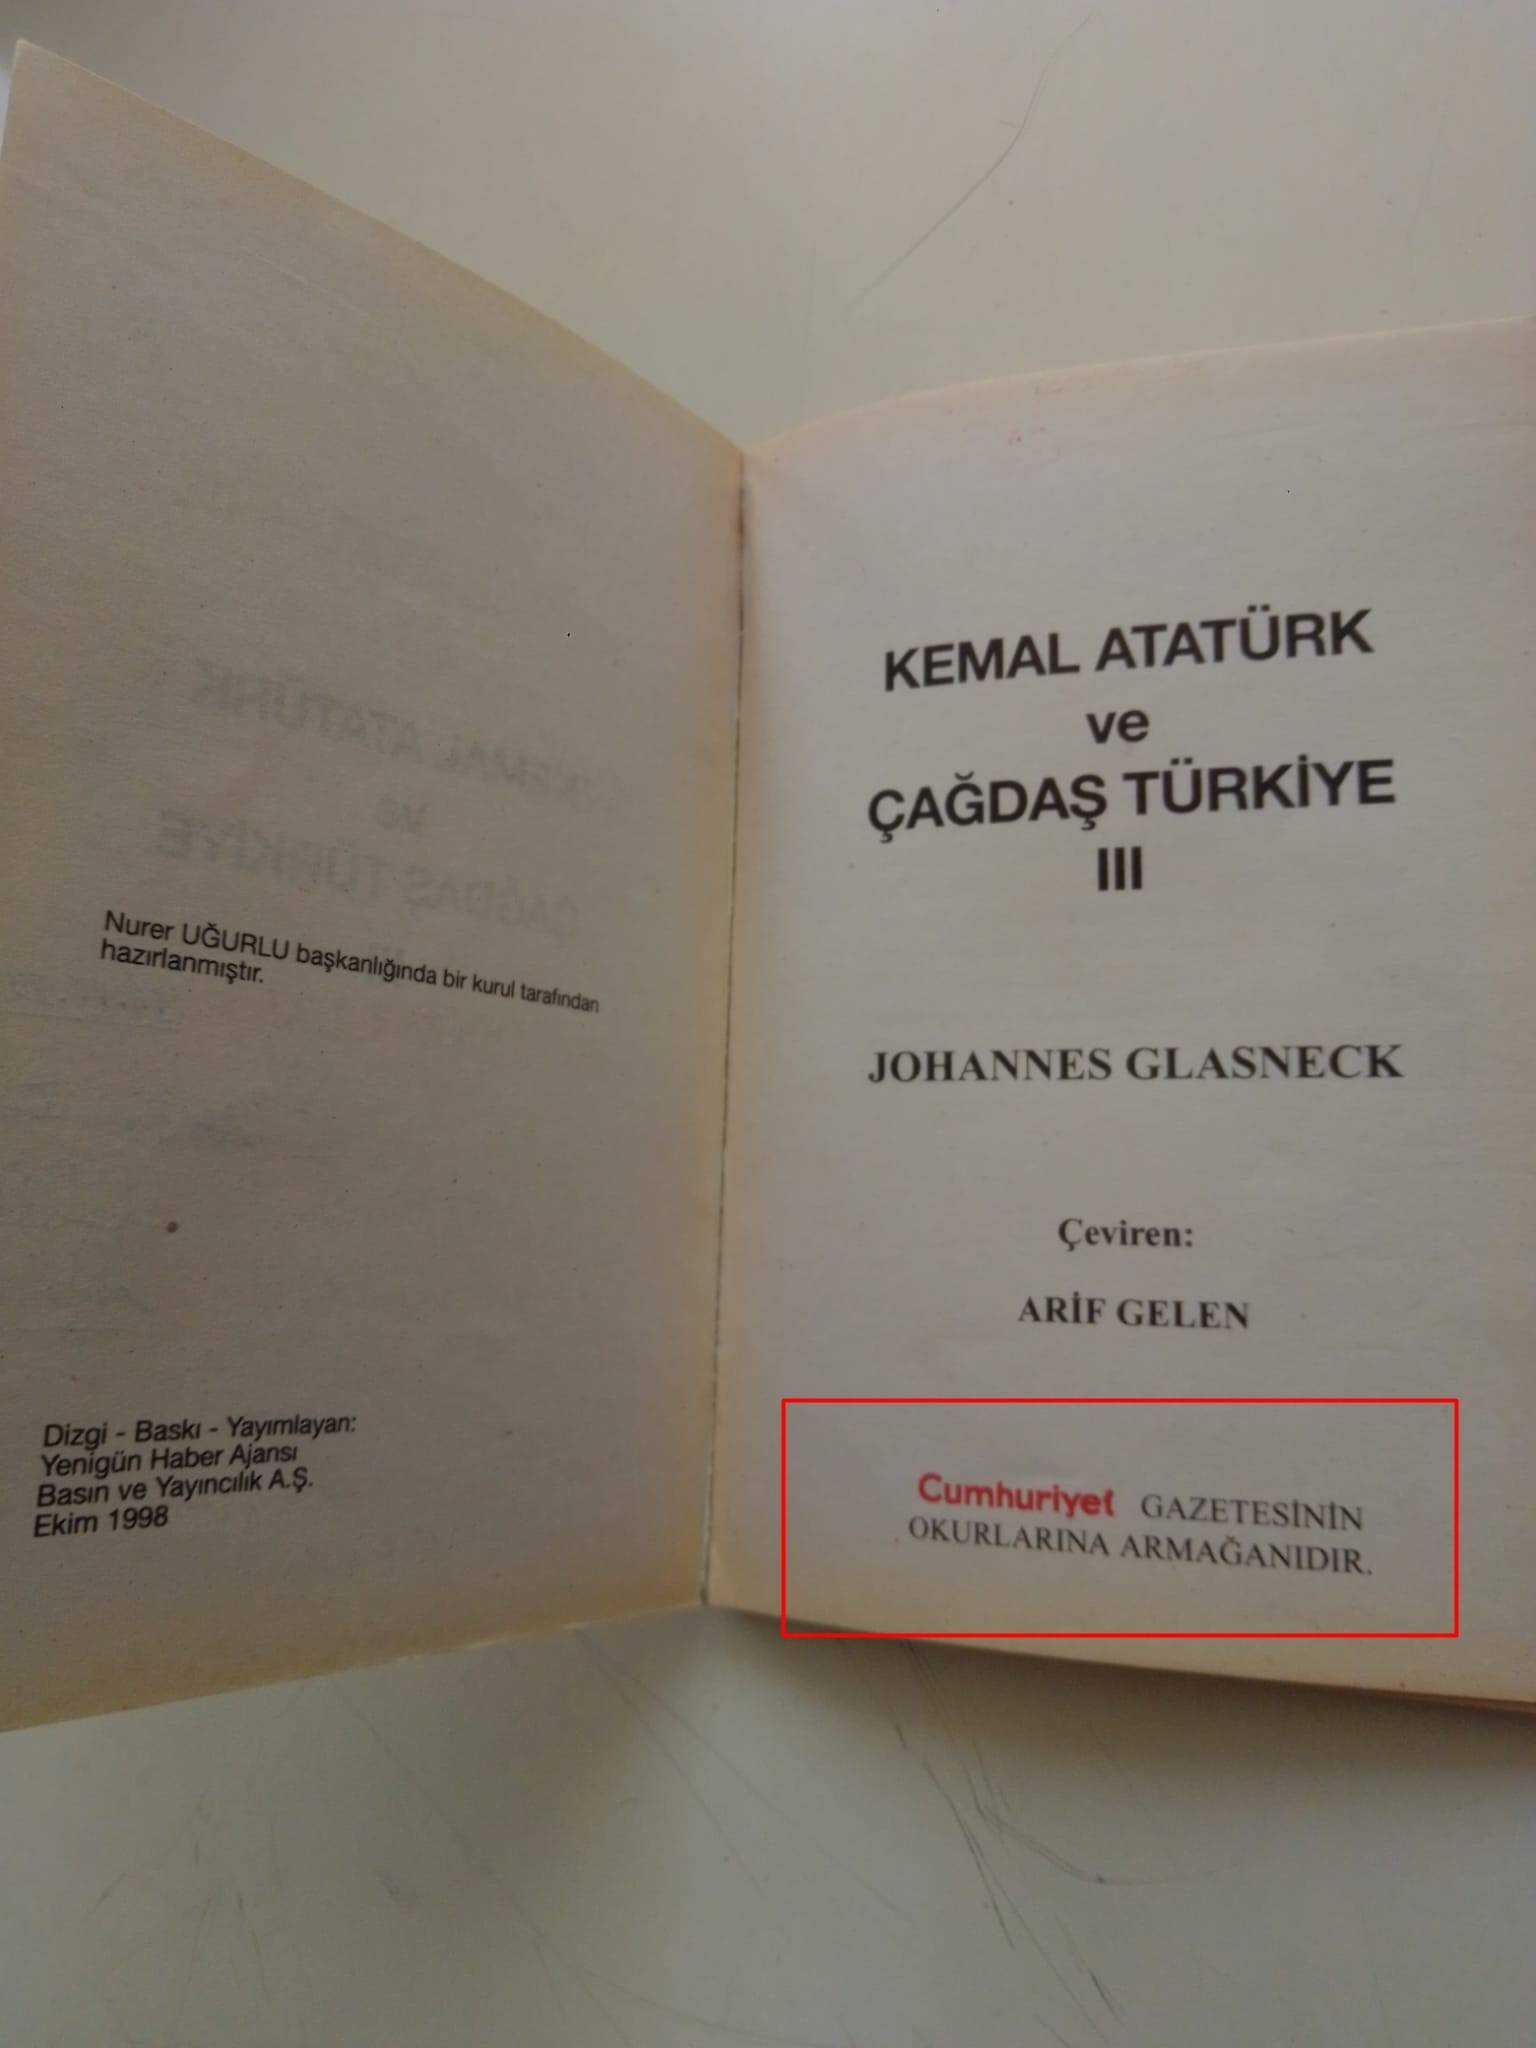 Nurer UĞURLU başkanlığında bir kurul tarafından
hazırlanmıştır.
Dizgi - Baskı - Yayımlayan:
Yenigün Haber Ajansı
Basın ve Yayıncılık A.Ş.
Ekim 1998
KEMAL ATATÜRK
ve
ÇAĞDAŞ TÜRKİYE
III
JOHANNES GLASNECK
Çeviren:
ARİF GELEN
Cumhuriyet GAZETESİNİN
OKURLARINA ARMAĞANIDIR.